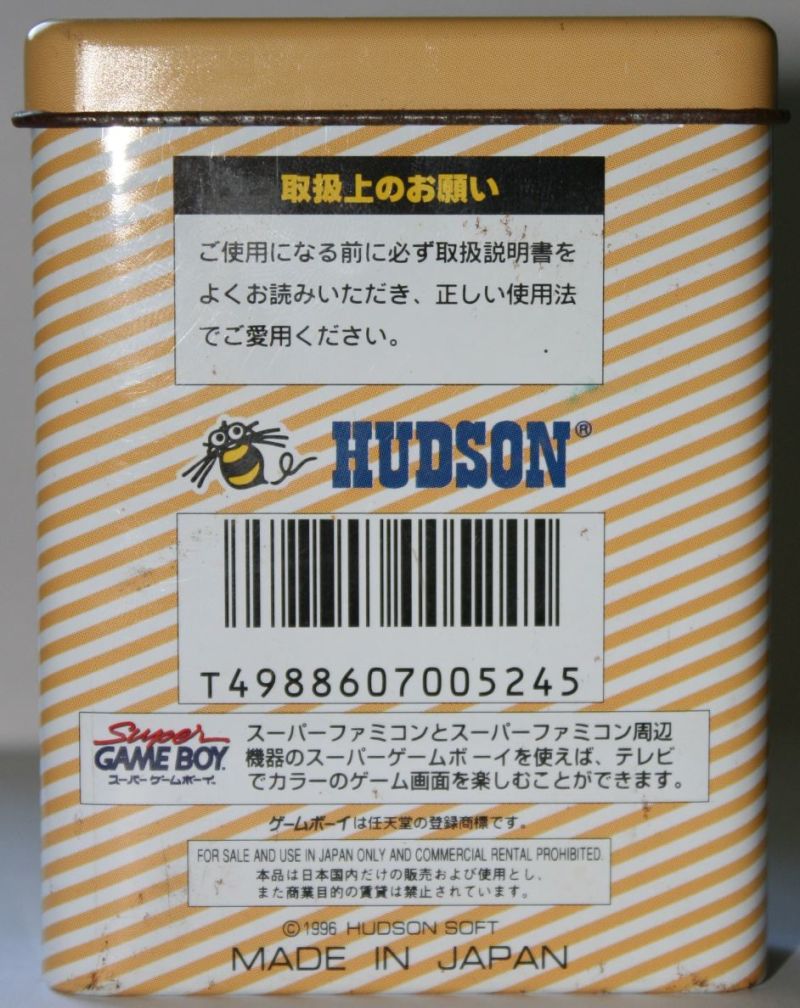 取扱上のお願い
ご使用になる前に必ず取扱説明書を
よくお読みいただき、正しい使用法
でご愛用ください。
HUDSON®
T4988607005245
Super
GAME BOY
スーパーゲームボーイ
スーパーファミコンとスーパーファミコン周辺
機器のスーパーゲームボーイを使えば、テレビ
でカラーのゲーム画面を楽しむことができます。
ゲームボーイは任天堂の登録商標です。
FOR SALE AND USE IN JAPAN ONLY AND COMMERCIAL RENTAL PROHIBITED.
本品は日本国内だけの販売および使用とし、
また商業目的の賃貸は禁止されています。
©1996 HUDSON SOFT
MADE IN JAPAN